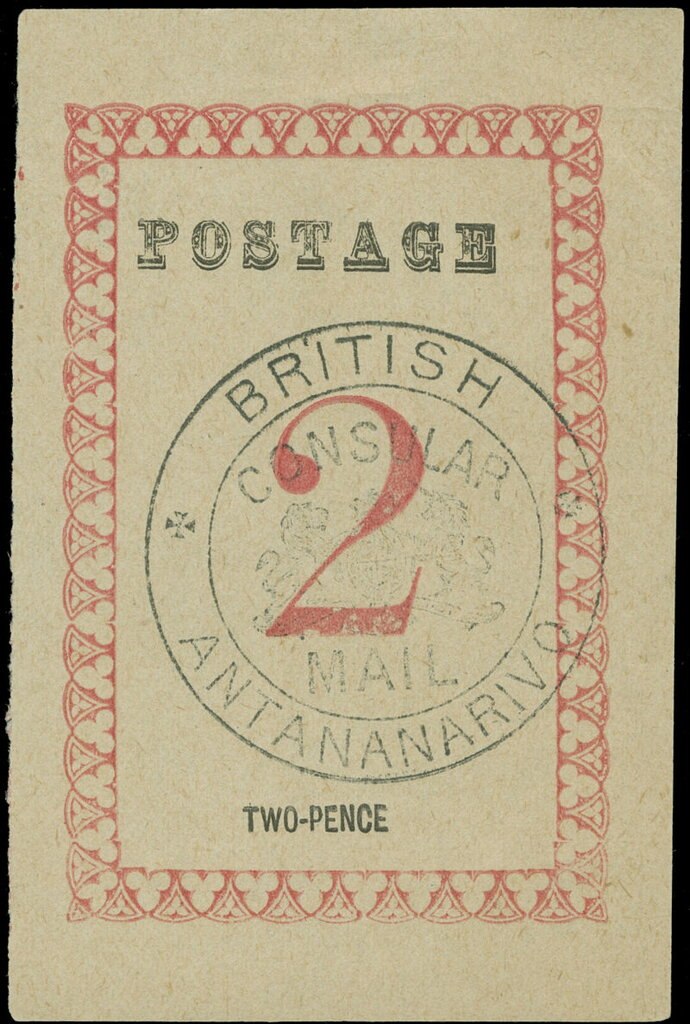 POSTAGE
BRITISH
CONSULAR
2
MAIL
ANTANANARIVO
TWO-PENCE